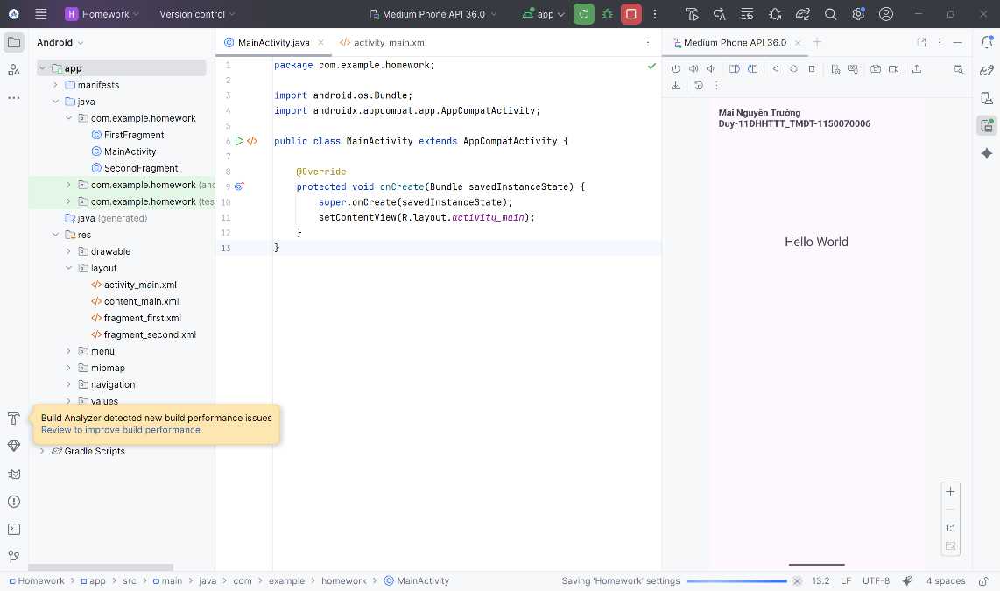 H Homework
Version control
Medium Phone API 36.0
app
Android
app
manifests
java
com.example.homework
FirstFragment
MainActivity
SecondFragment
com.example.homework (and
com.example.homework (tes
java (generated)
res
drawable
layout
activity_main.xml
content_main.xml
fragment_first.xml
fragment_second.xml
menu
mipmap
navigation
values
Build Analyzer detected new build performance issues
Review to improve build performance
Gradle Scripts
MainActivity.java
activity_main.xml
1 package com.example.homework;
2
3 import android.os.Bundle;
4 import androidx.appcompat.app.AppCompatActivity;
5
6 public class MainActivity extends AppCompatActivity {
7
8 @Override
9 protected void onCreate(Bundle savedInstanceState) {
10 super.onCreate(savedInstanceState);
11 setContentView(R.layout.activity_main);
12 }
13 }
Medium Phone API 36.0
Mai Nguyễn Trường
Duy-11ĐHHTTT_TMĐT-1150070006
Hello World
1:1
Homework > app > src > main > java > com > example > homework > MainActivity
Saving 'Homework' settings
13:2 LF UTF-8 4 spaces